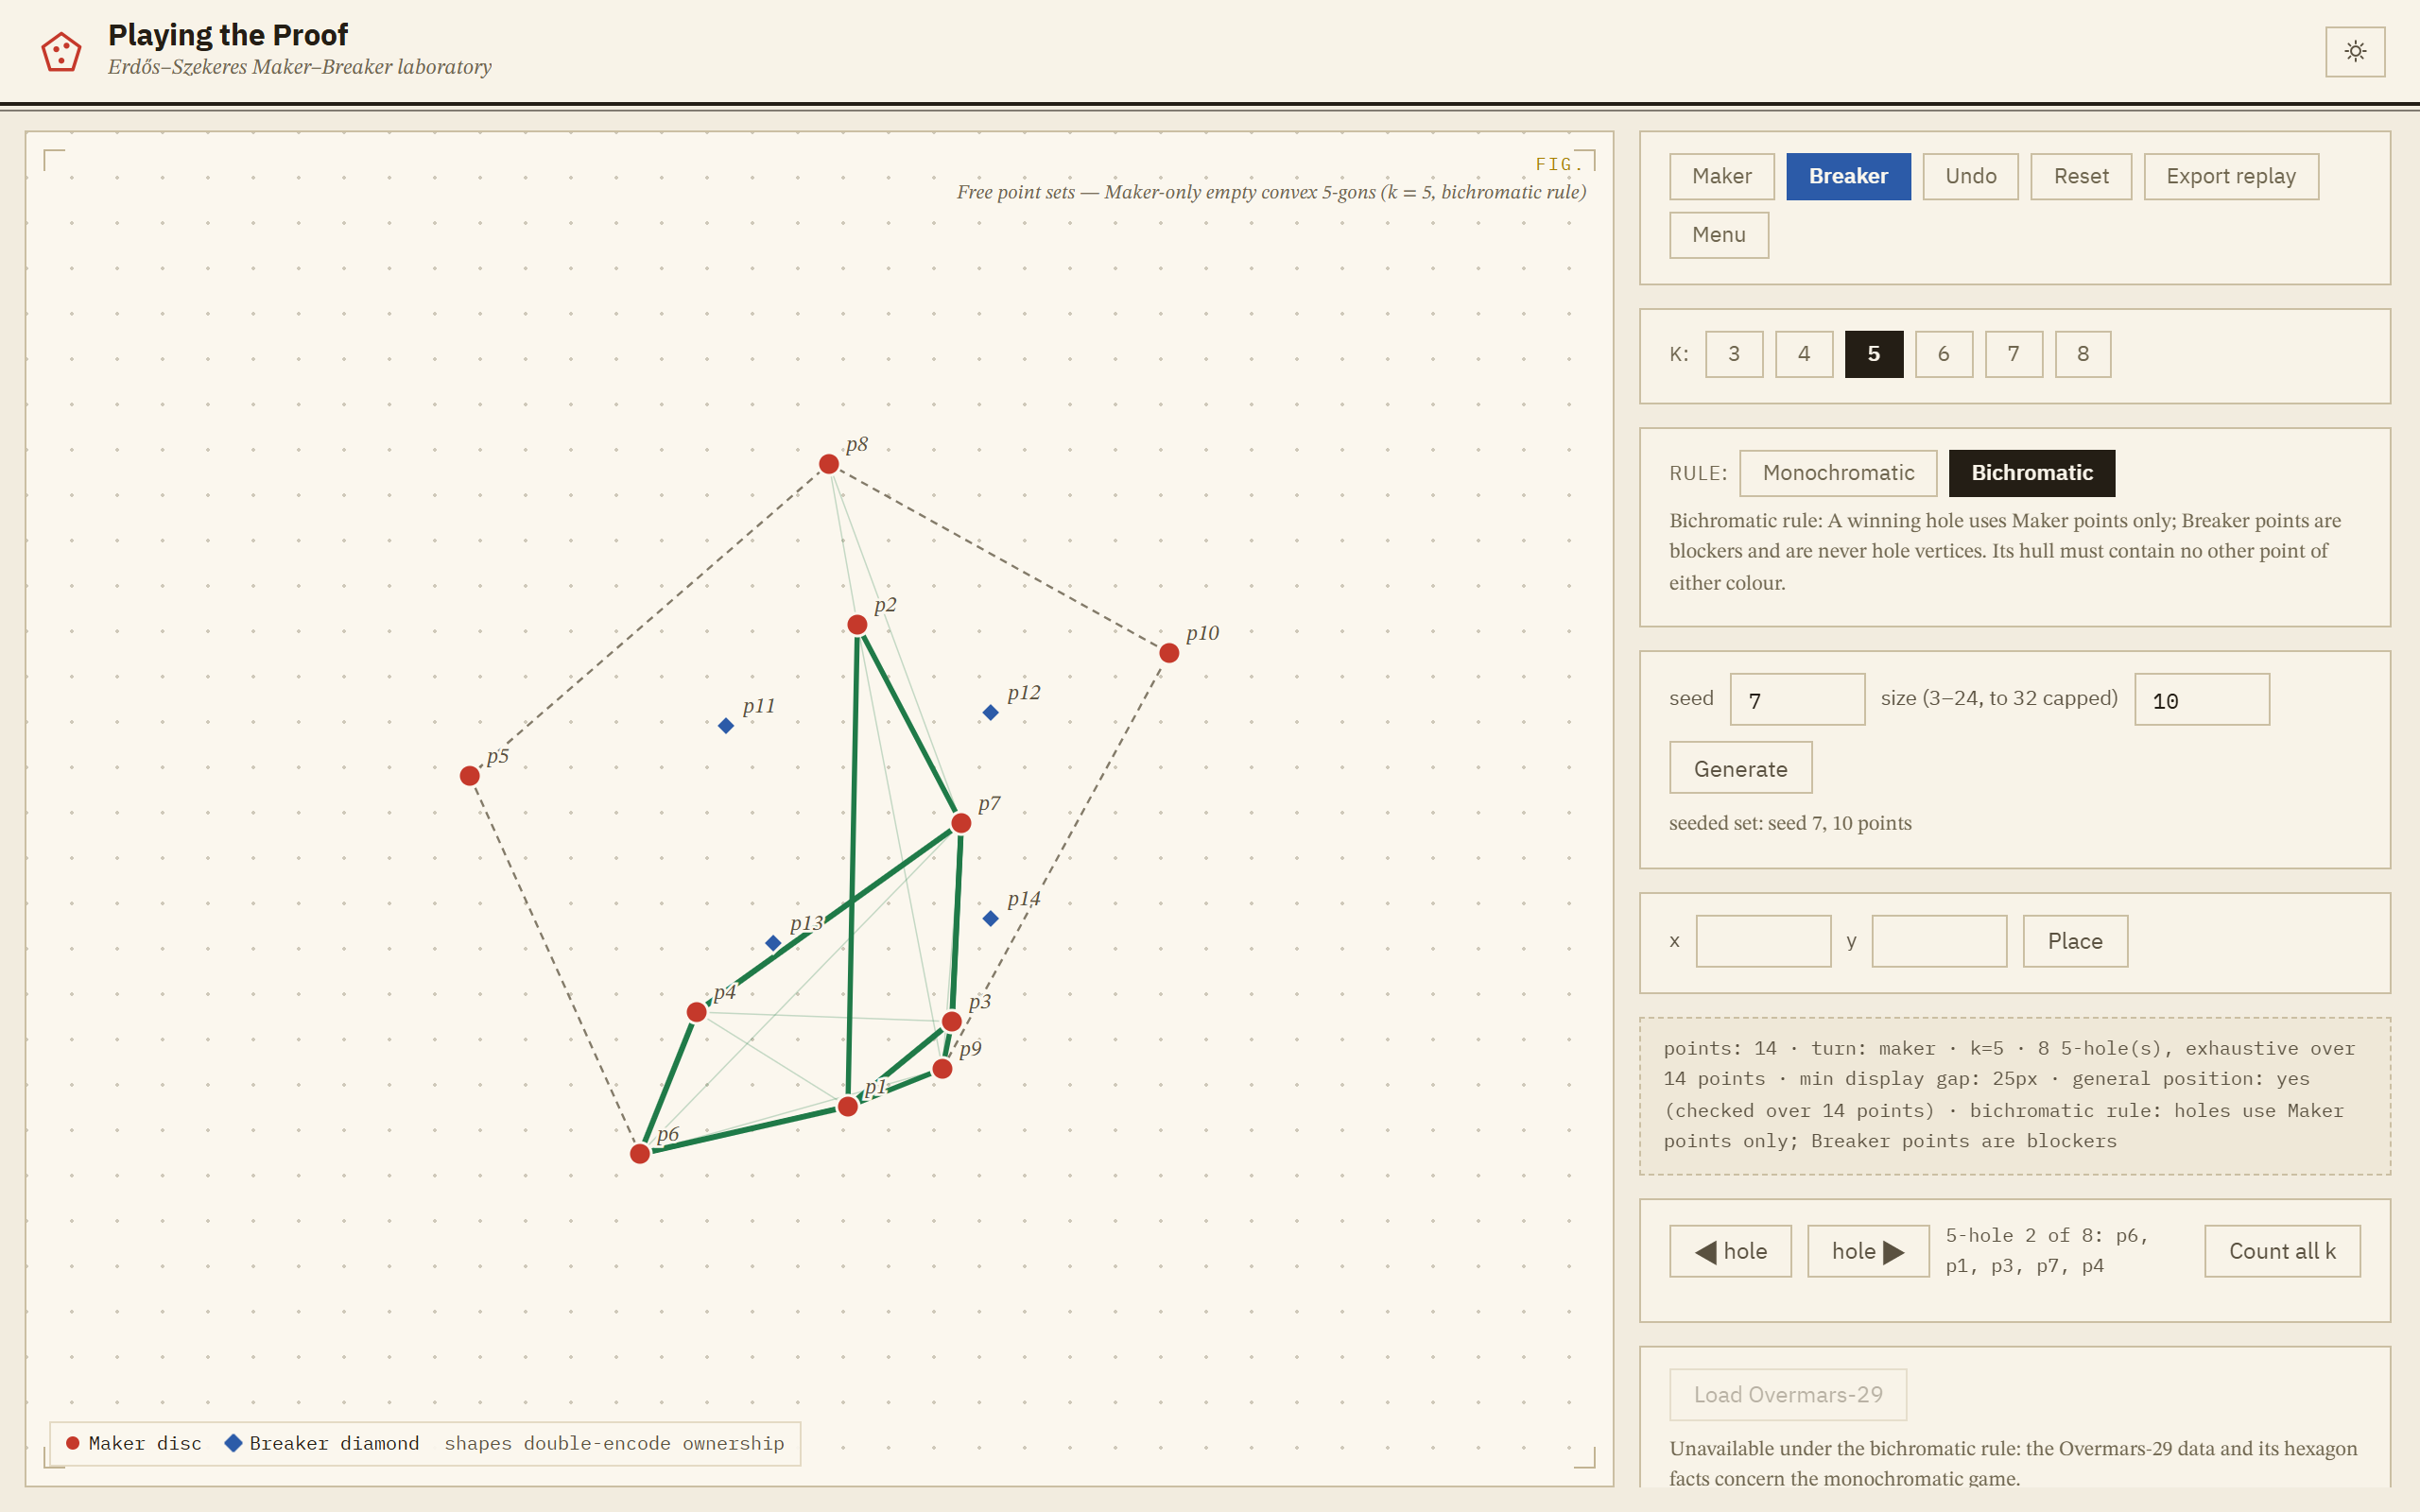 Playing the Proof
Erdős–Szekeres Maker–Breaker laboratory
FIG.
Free point sets — Maker-only empty convex 5-gons (k = 5, bichromatic rule)
p8
p2
p10
p12
p11
p5
p7
p14
p13
p4
p3
p9
p1
p6
Maker disc Breaker diamond shapes double-encode ownership
Maker Breaker Undo Reset Export replay
Menu
K: 3 4 5 6 7 8
RULE: Monochromatic Bichromatic
Bichromatic rule: A winning hole uses Maker points only; Breaker points are
blockers and are never hole vertices. Its hull must contain no other point of
either colour.
seed 7 size (3–24, to 32 capped) 10
Generate
seeded set: seed 7, 10 points
x y Place
points: 14 · turn: maker · k=5 · 8 5-hole(s), exhaustive over
14 points · min display gap: 25px · general position: yes
(checked over 14 points) · bichromatic rule: holes use Maker
points only; Breaker points are blockers
◀ hole hole ▶ 5-hole 2 of 8: p6,
p1, p3, p7, p4
Count all k
Load Overmars-29
Unavailable under the bichromatic rule: the Overmars-29 data and its hexagon
facts concern the monochromatic game.